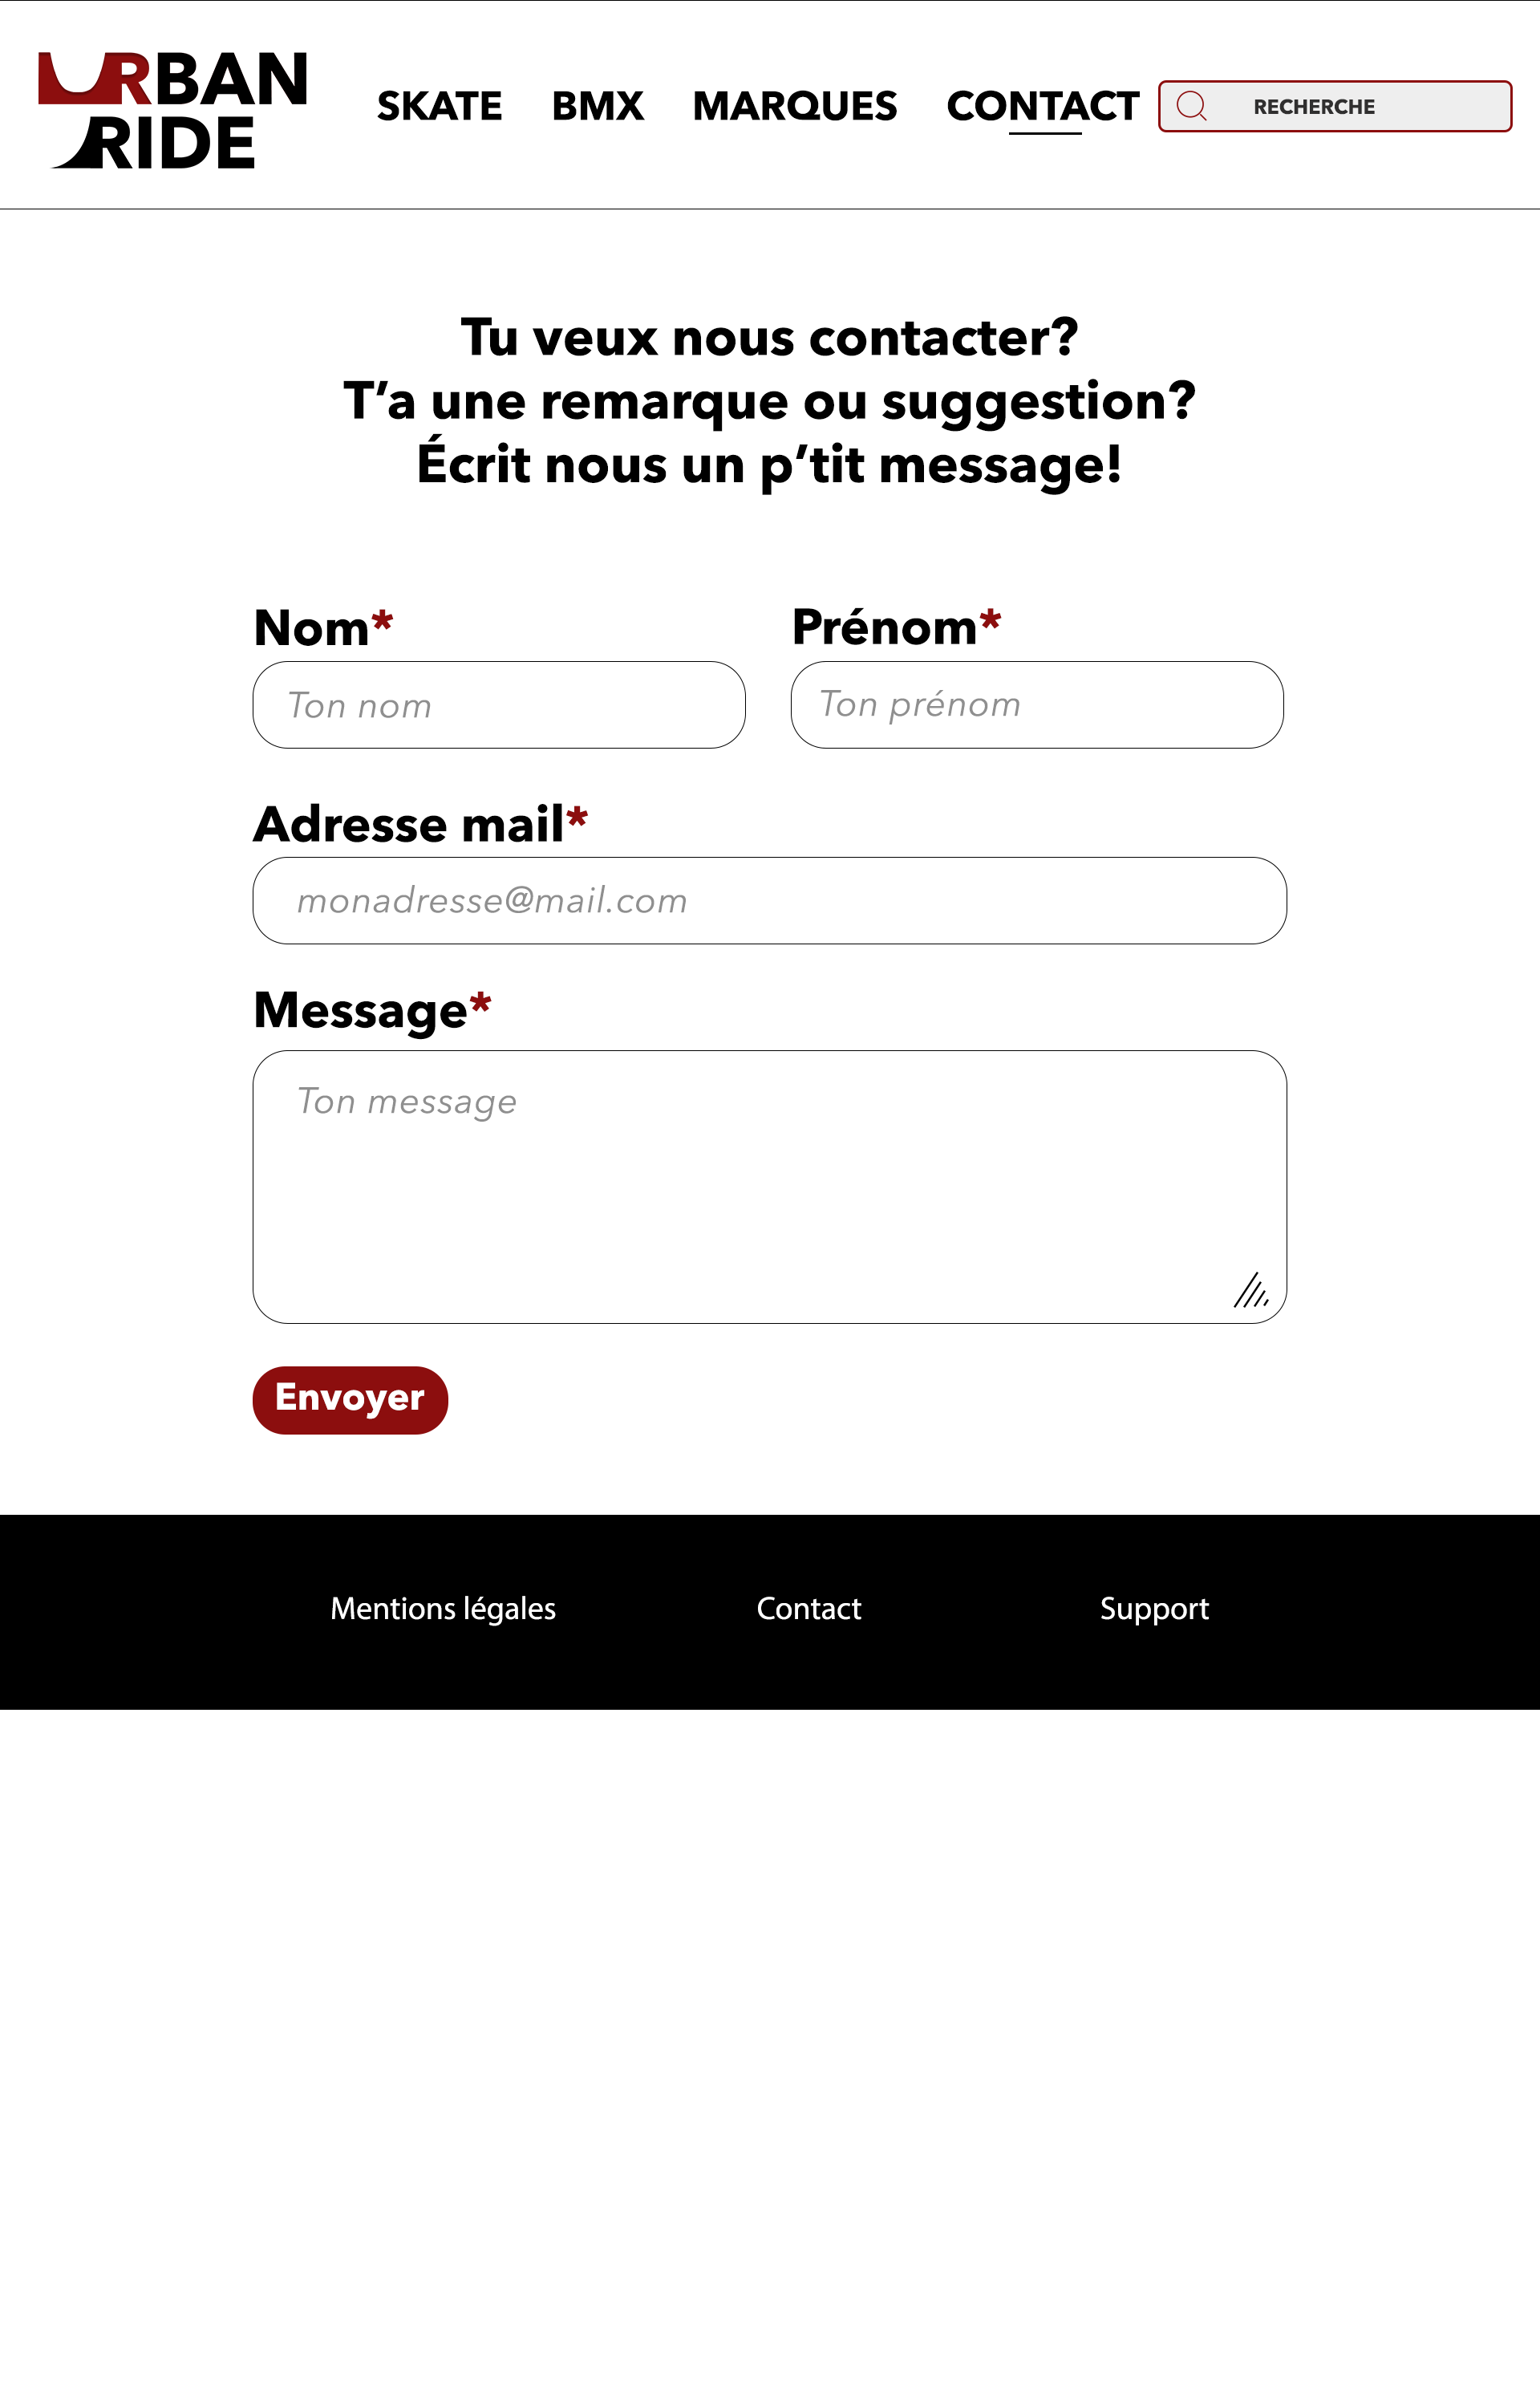 URBAN
RIDE
SKATE BMX MARQUES CONTACT RECHERCHE
Tu veux nous contacter?
T’a une remarque ou suggestion?
Écrit nous un p’tit message!
Nom* Prénom*
Ton nom Ton prénom
Adresse mail*
monadresse@mail.com
Message*
Ton message
Envoyer
Mentions légales Contact Support